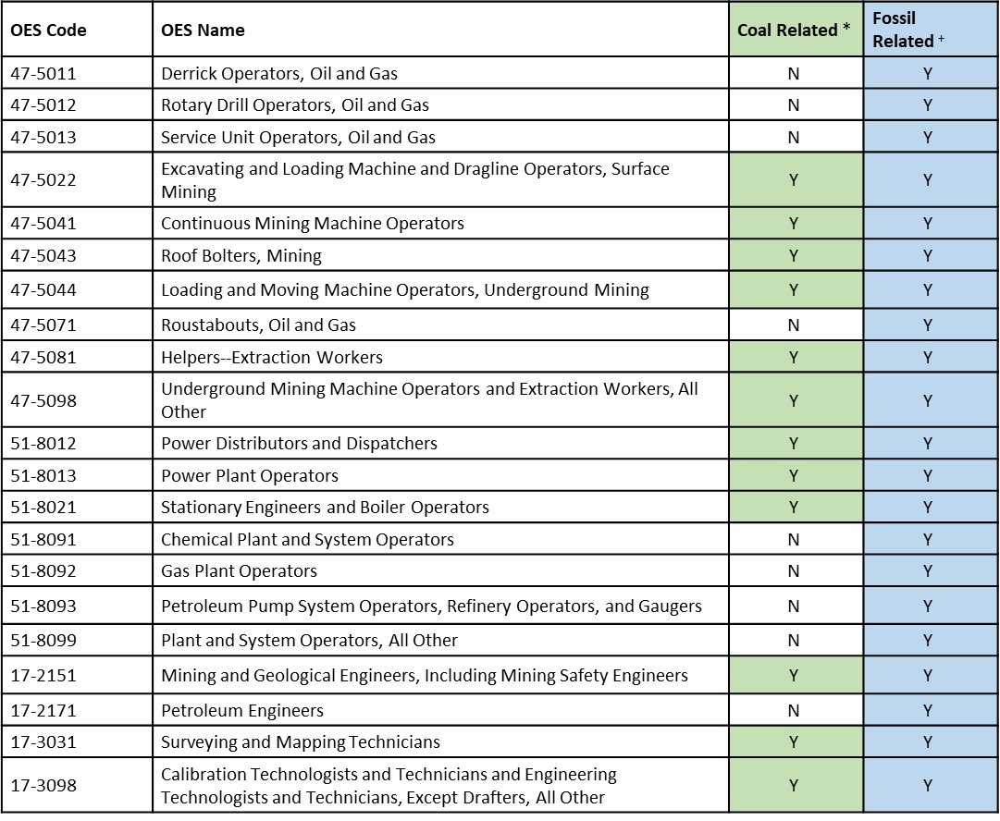 OES Code OES Name Coal Related * Fossil
Related +
47-5011 Derrick Operators, Oil and Gas N Y
47-5012 Rotary Drill Operators, Oil and Gas N Y
47-5013 Service Unit Operators, Oil and Gas N Y
47-5022 Excavating and Loading Machine and Dragline Operators, Surface
Mining Y Y
47-5041 Continuous Mining Machine Operators Y Y
47-5043 Roof Bolters, Mining Y Y
47-5044 Loading and Moving Machine Operators, Underground Mining Y Y
47-5071 Roustabouts, Oil and Gas N Y
47-5081 Helpers--Extraction Workers Y Y
47-5098 Underground Mining Machine Operators and Extraction Workers, All
Other Y Y
51-8012 Power Distributors and Dispatchers Y Y
51-8013 Power Plant Operators Y Y
51-8021 Stationary Engineers and Boiler Operators Y Y
51-8091 Chemical Plant and System Operators N Y
51-8092 Gas Plant Operators N Y
51-8093 Petroleum Pump System Operators, Refinery Operators, and Gaugers N Y
51-8099 Plant and System Operators, All Other N Y
17-2151 Mining and Geological Engineers, Including Mining Safety Engineers Y Y
17-2171 Petroleum Engineers N Y
17-3031 Surveying and Mapping Technicians Y Y
17-3098 Calibration Technologists and Technicians and Engineering
Technologists and Technicians, Except Drafters, All Other Y Y